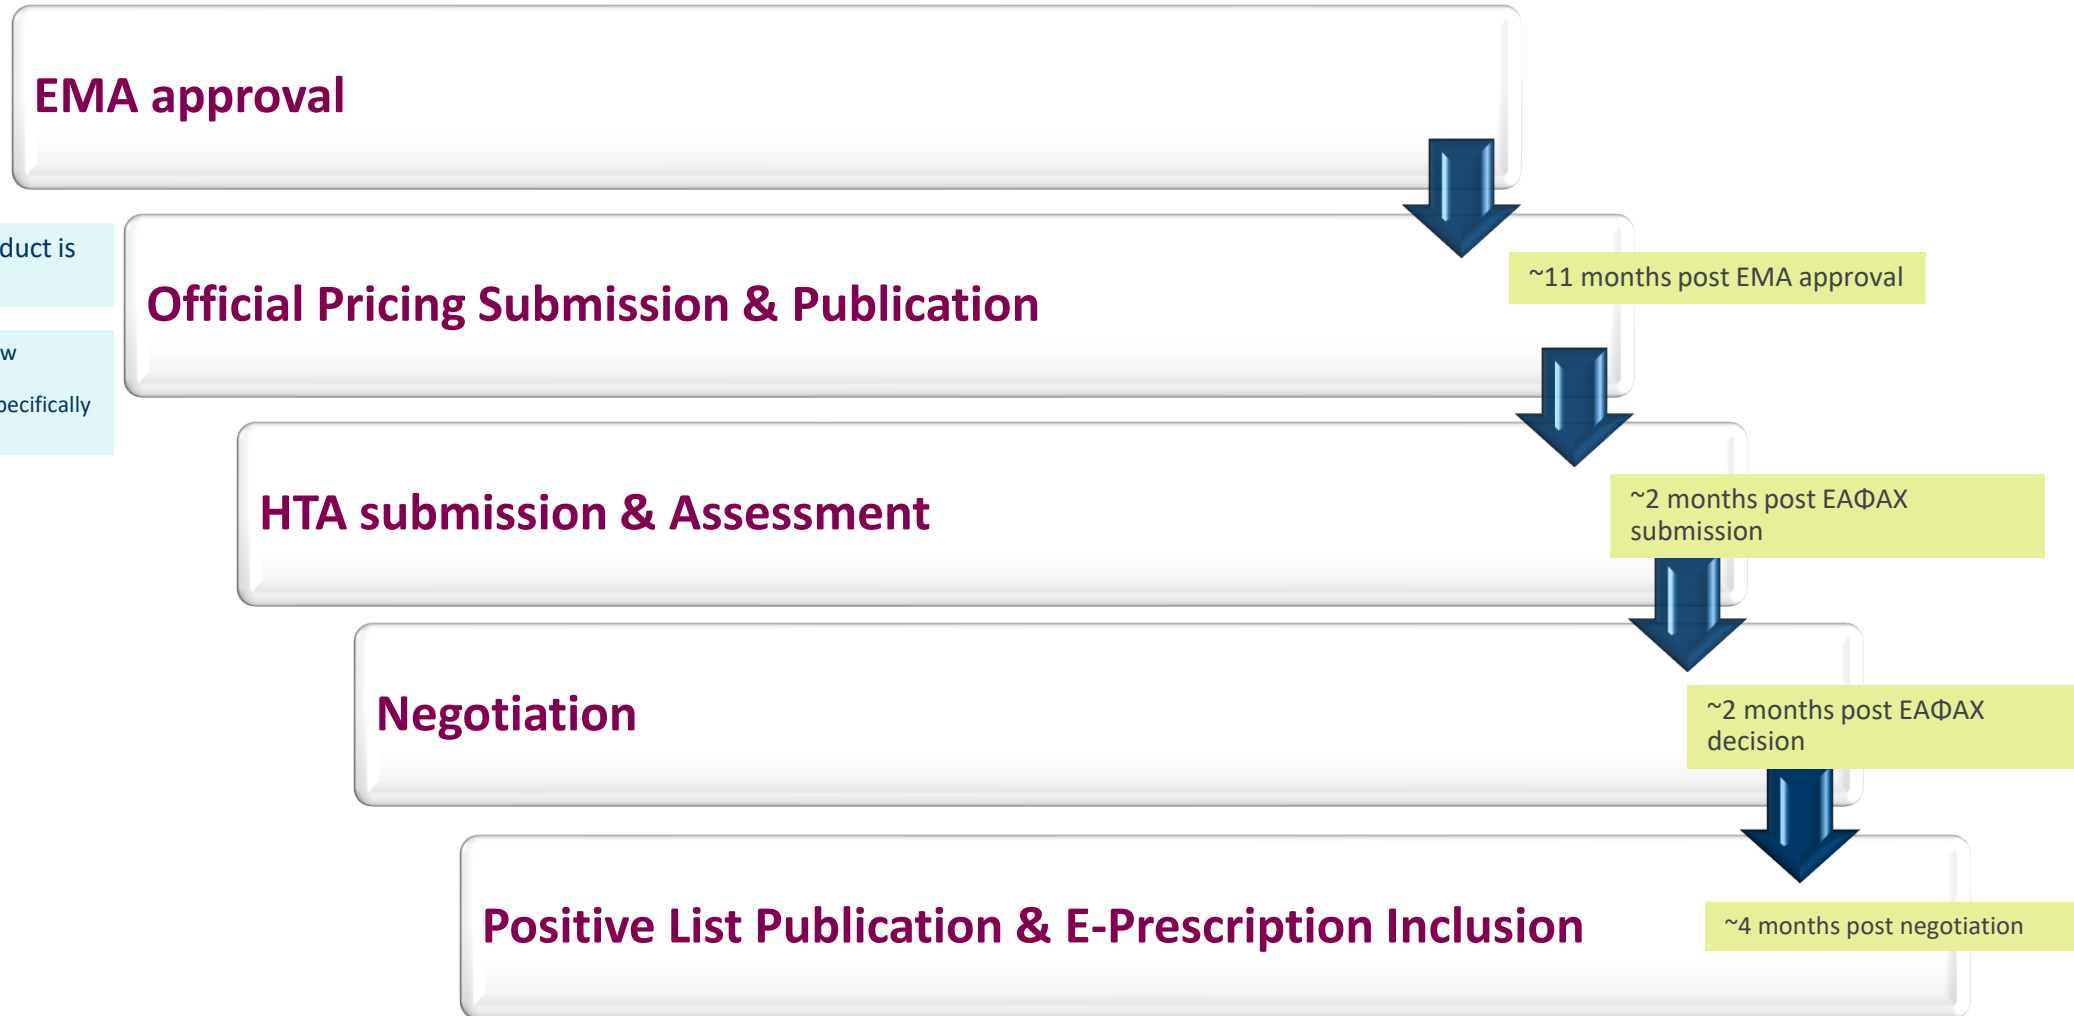 EMA approval
duct is
Official Pricing Submission & Publication
~11 months post EMA approval
w
pecifically
HTA submission & Assessment
~2 months post ΕΑΦΑΧ
submission
Negotiation
~2 months post ΕΑΦΑΧ
decision
Positive List Publication & E-Prescription Inclusion
~4 months post negotiation